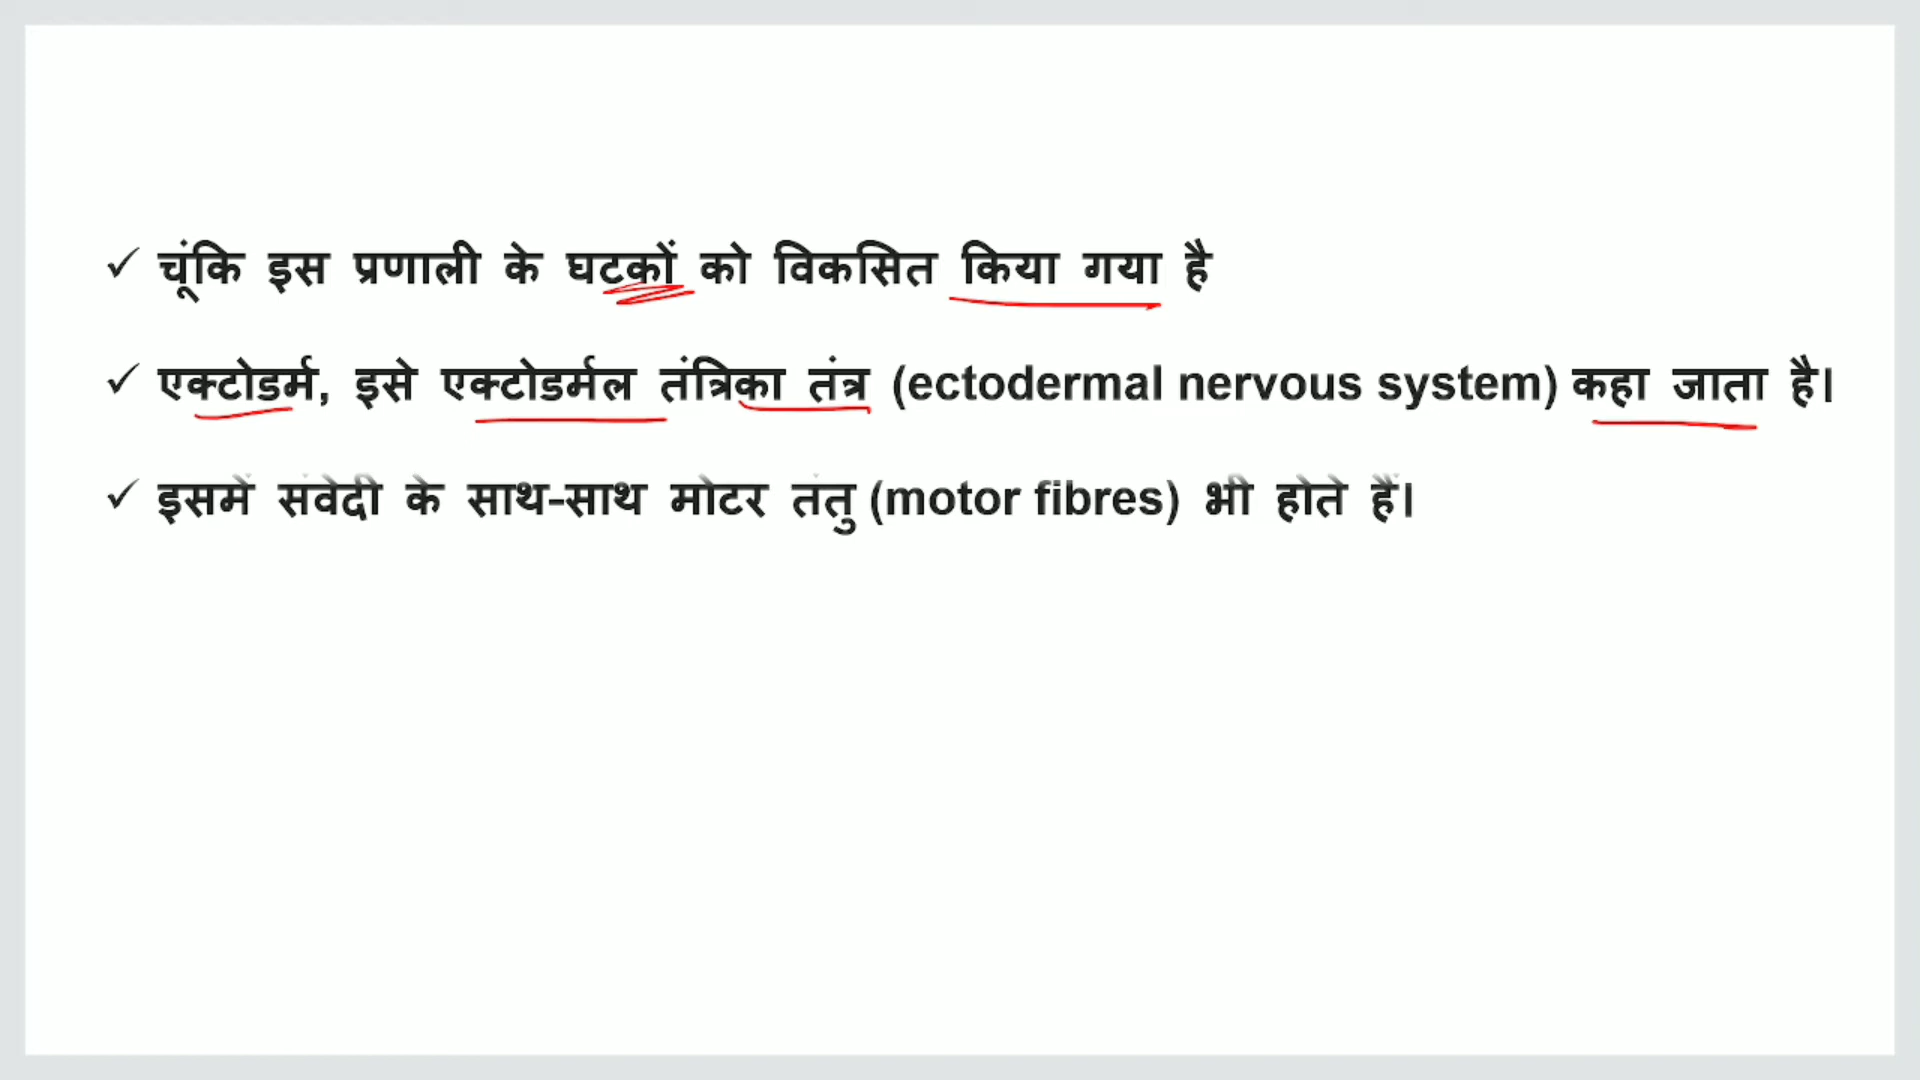 ✓ चूंकि इस प्रणाली के घटकों को विकसित किया गया है
✓ एक्टोडर्म, इसे एक्टोडर्मल तंत्रिका तंत्र (ectodermal nervous system) कहा जाता है।
✓ इसमें संवेदी के साथ-साथ मोटर तंतु (motor fibres) भी होते हैं।